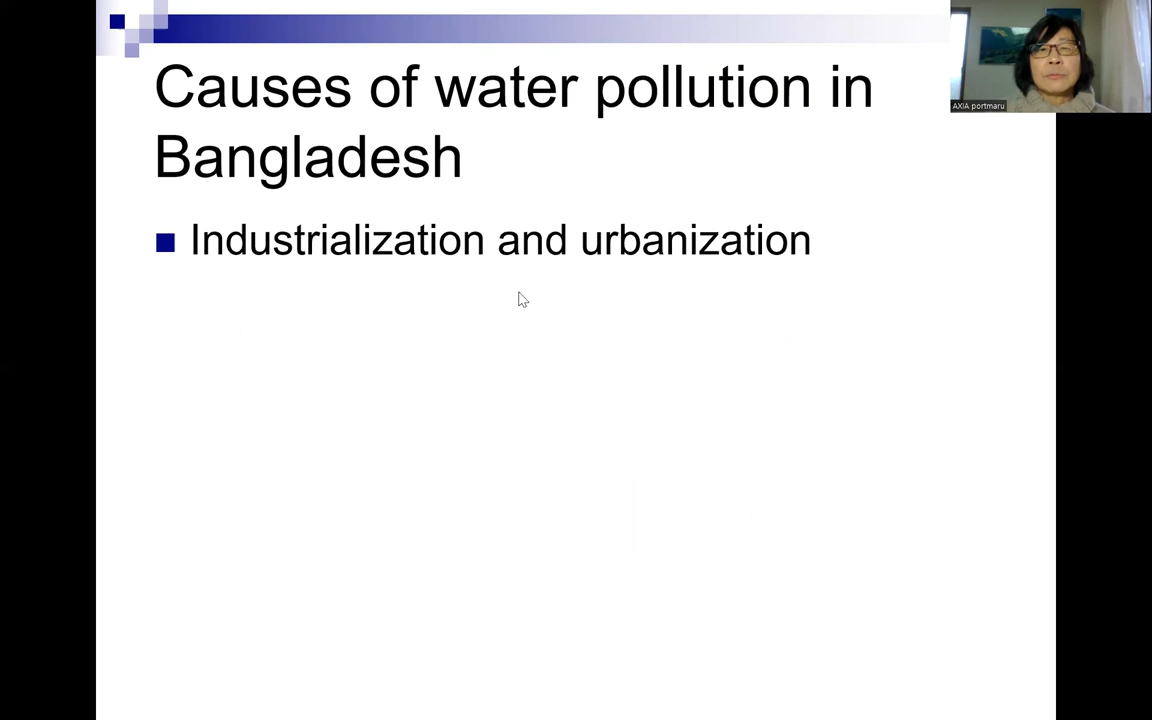 Causes of water pollution in
Bangladesh
Industrialization and urbanization
AXIA portmaru